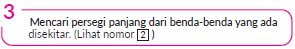 3
Mencari persegi panjang dari benda-benda yang ada
disekitar. (Lihat nomor 2 )